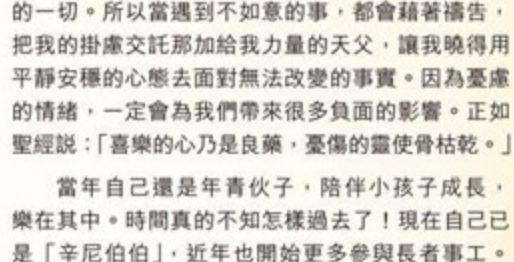 的一切。所以當遇到不如意的事，都會藉著禱告，
把我的掛慮交託那加給我力量的天父，讓我曉得用
平靜安穩的心態去面對無法改變的事實。因為憂慮
的情緒，一定會為我們帶來很多負面的影響。正如
聖經説：「喜樂的心乃是良藥，憂傷的靈使骨枯乾。」
當年自己還是年青伙子，陪伴小孩子成長，
樂在其中。時間真的不知怎樣過去了！現在自己已
是「辛尼伯伯」，近年也開始更多參與長者事工。